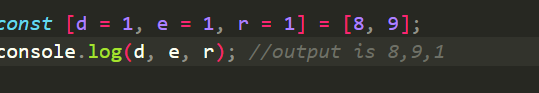 const [d = 1, e = 1, r = 1] = [8, 9];
console.log(d, e, r); //output is 8,9,1